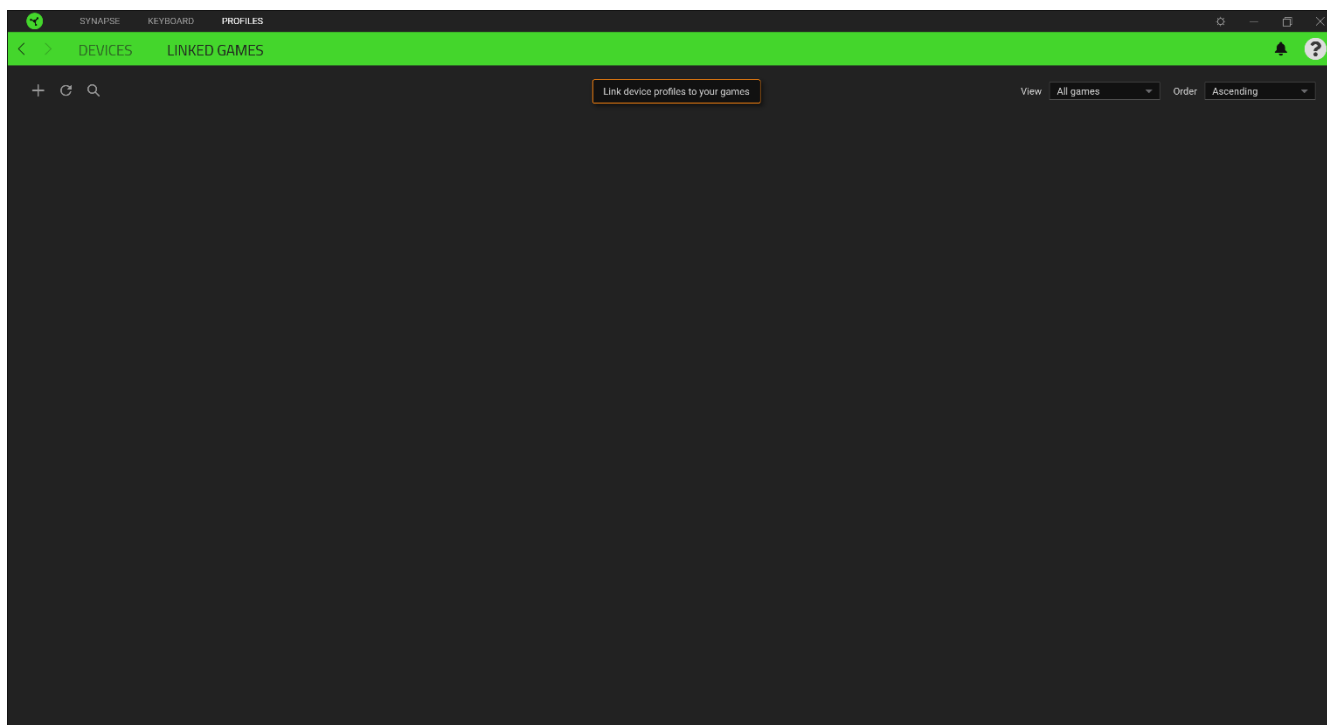 SYNAPSE KEYBOARD PROFILES
DEVICES LINKED GAMES ?
Link device profiles to your games View All games Order Ascending